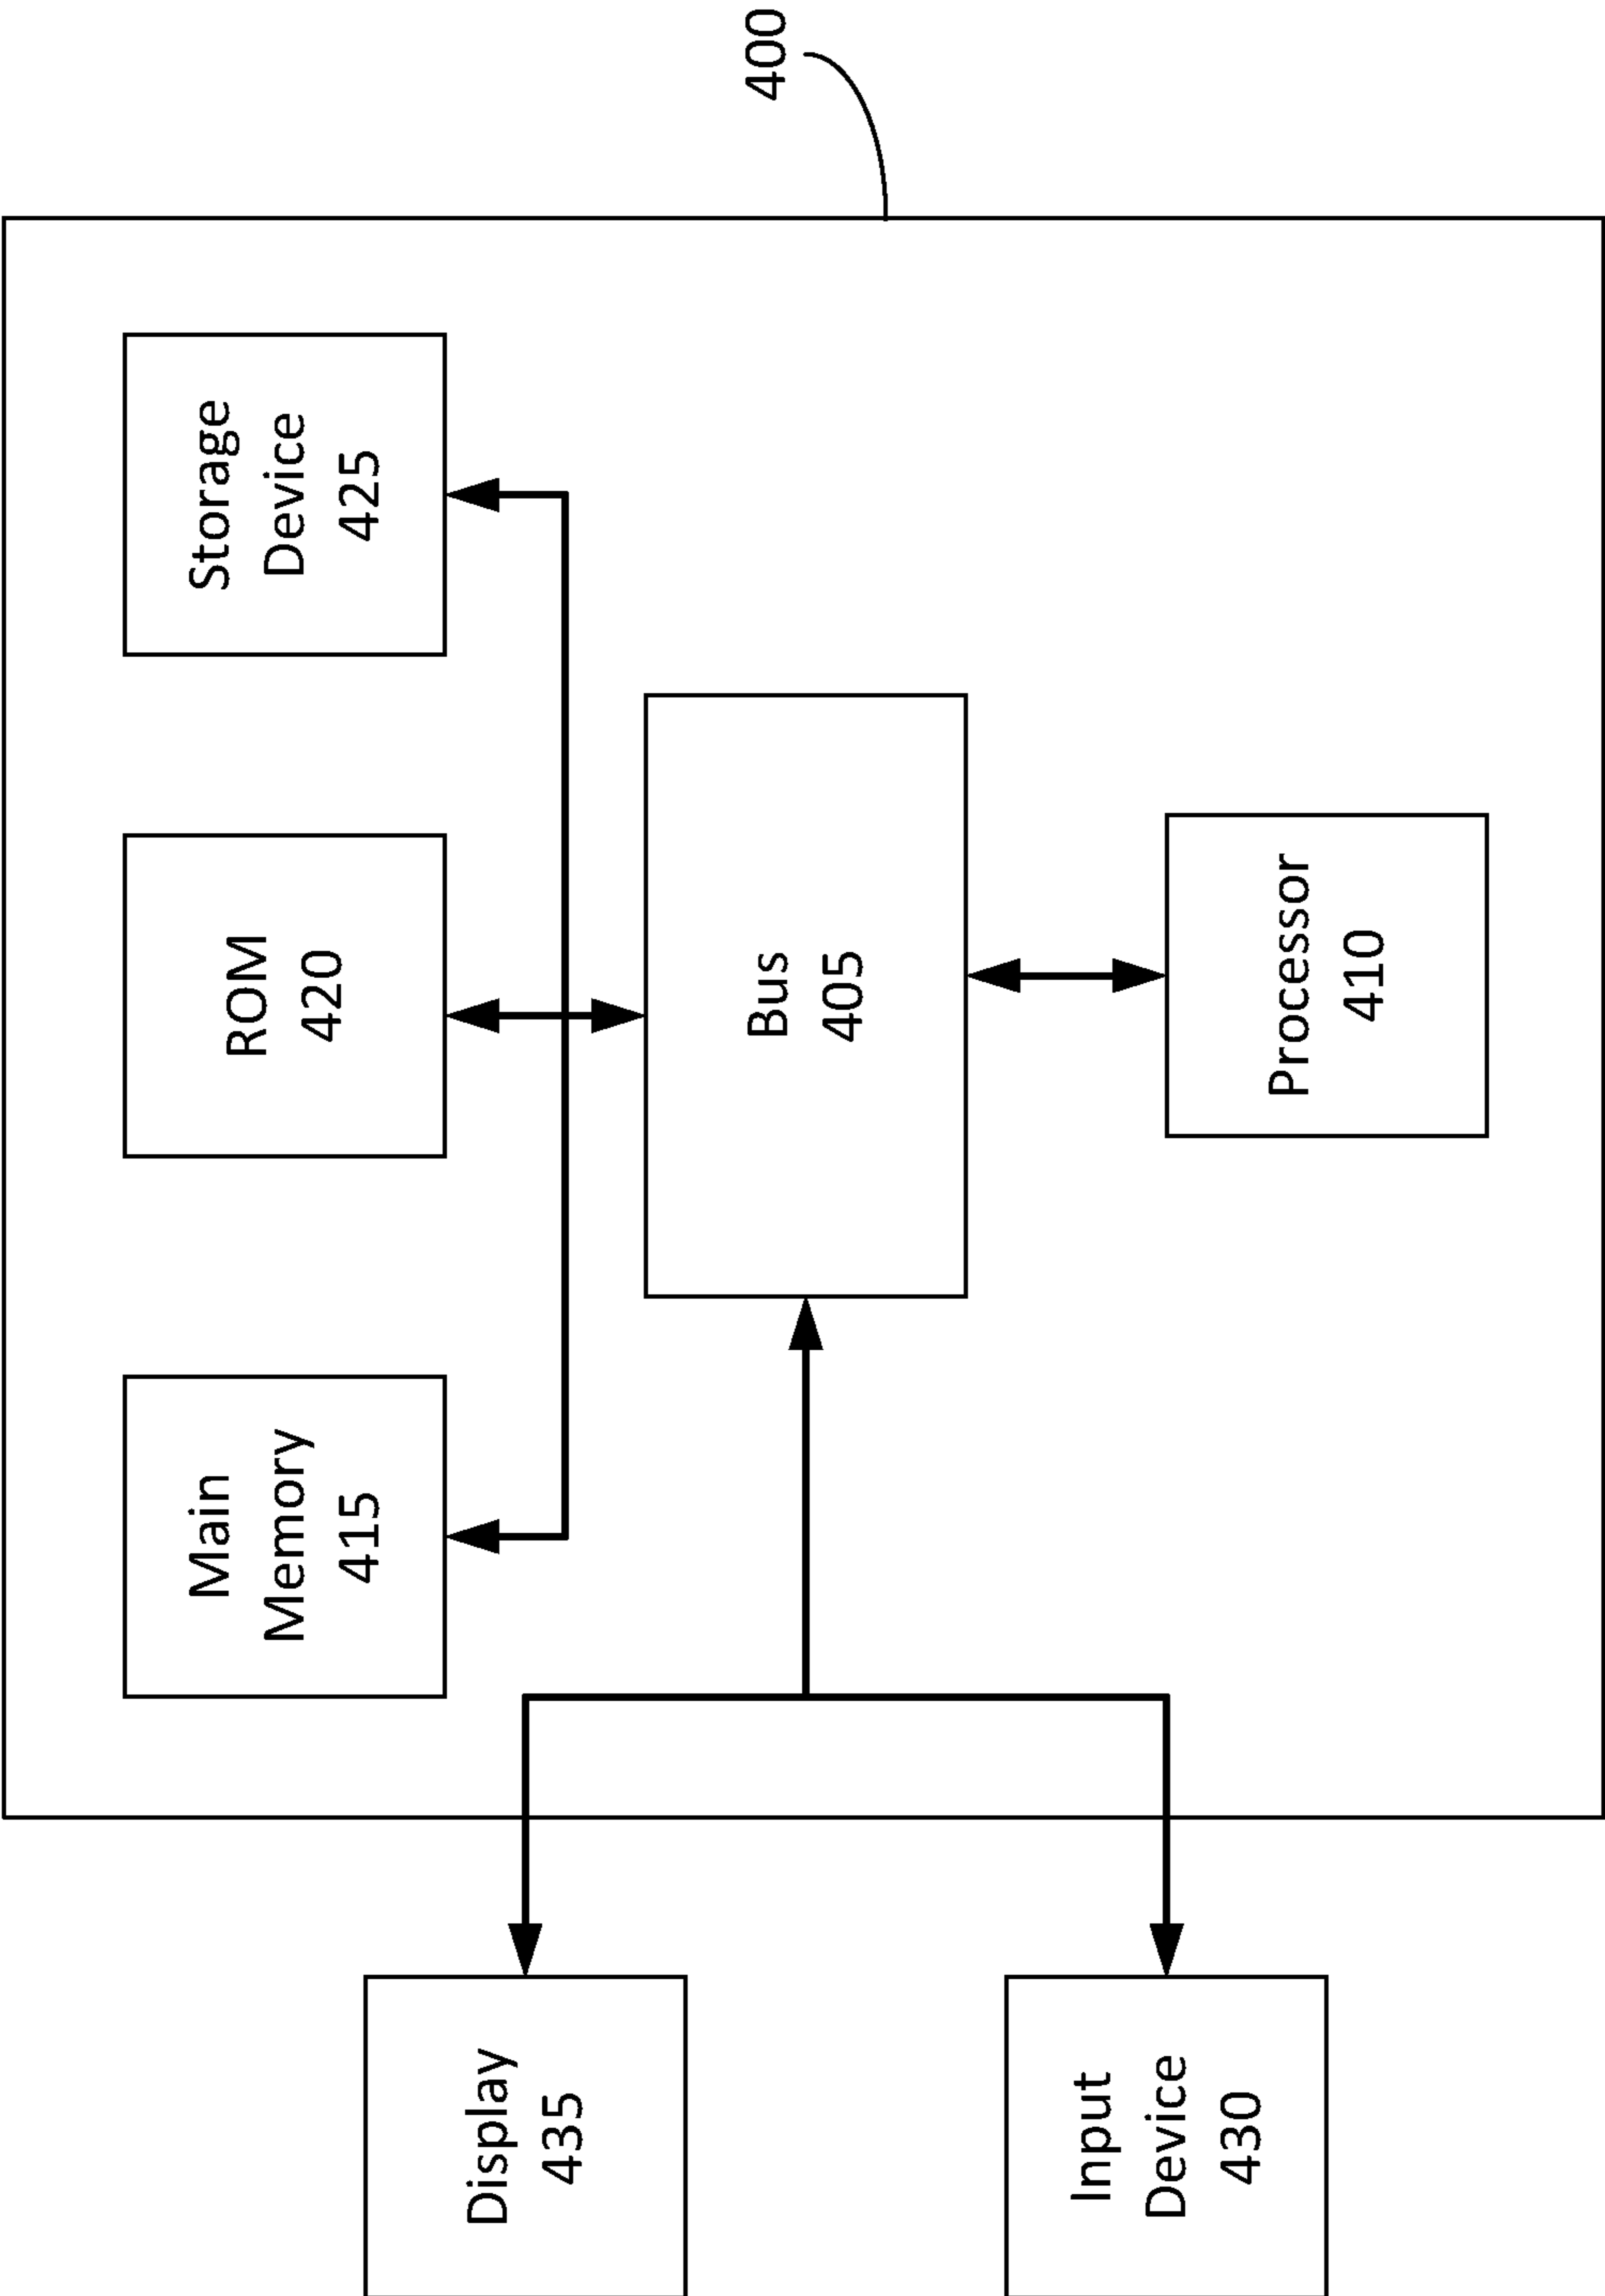 400
Main
Memory
415
ROM
420
Storage
Device
425
Display
435
Bus
405
Input
Device
430
Processor
410